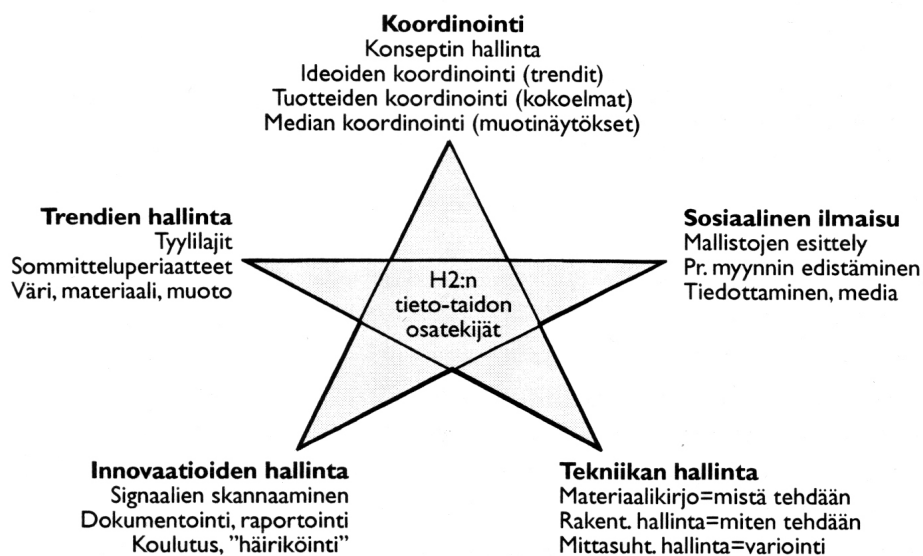 Koordinointi
Konseptin hallinta
Ideoiden koordinointi (trendit)
Tuotteiden koordinointi (kokoelmat)
Median koordinointi (muotinäytökset)
Trendien hallinta
Tyylilajit
Sommitteluperiaatteet
Väri, materiaali, muoto
Sosiaalinen ilmaisu
Mallistojen esittely
Pr. myynnin edistäminen
Tiedottaminen, media
H2:n
tieto-taidon
osatekijät
Innovaatioiden hallinta
Signaalien skannaaminen
Dokumentointi, raportointi
Koulutus, ”häiriköinti”
Tekniikan hallinta
Materiaalikirjo=mistä tehdään
Rakent. hallinta=miten tehdään
Mittasuht. hallinta=variointi